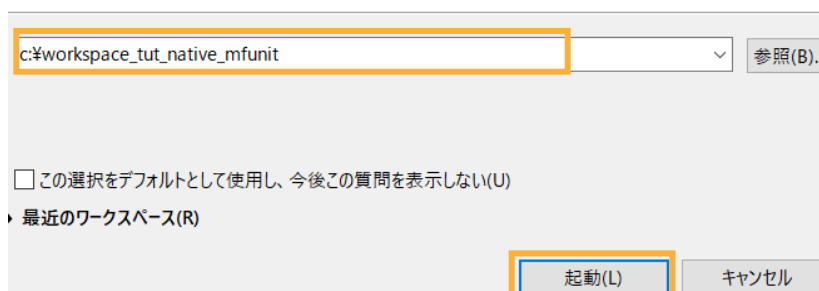 c:¥workspace_tut_native_mfunit
参照(B).
この選択をデフォルトとして使用し、今後この質問を表示しない(U)
最近のワークスペース(R)
起動(L)
キャンセル